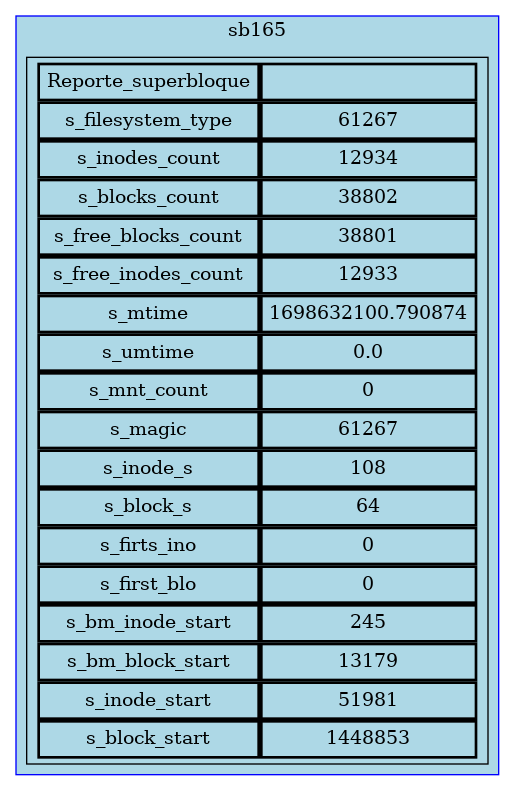 sb165
Reporte_superbloque
s_filesystem_type 61267
s_inodes_count 12934
s_blocks_count 38802
s_free_blocks_count 38801
s_free_inodes_count 12933
s_mtime 1698632100.790874
s_umtime 0.0
s_mnt_count 0
s_magic 61267
s_inode_s 108
s_block_s 64
s_firts_ino 0
s_first_blo 0
s_bm_inode_start 245
s_bm_block_start 13179
s_inode_start 51981
s_block_start 1448853